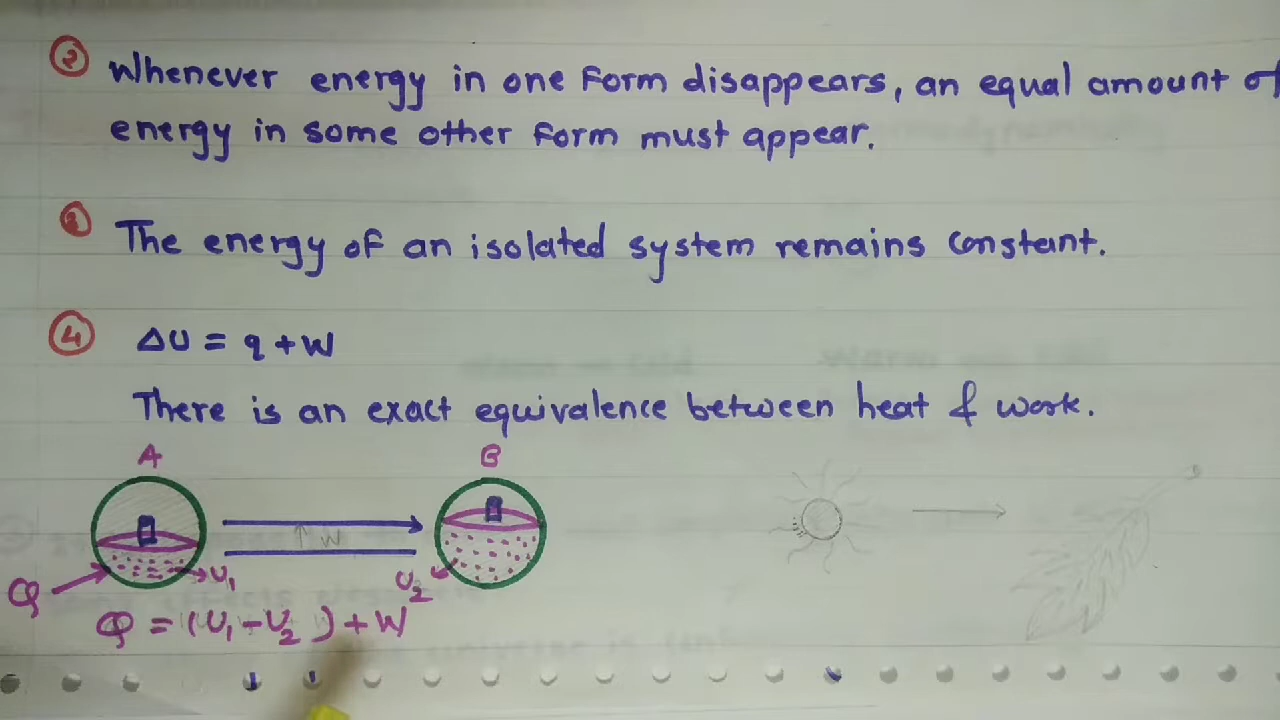 ② Whenever energy in one form disappears, an equal amount of
energy in some other form must appear.
③ The energy of an isolated system remains constant.
④ ΔU = q + W
There is an exact equivalence between heat & work.
A B
W
Q U₁ U₂
Q = (U₁ - U₂) + W